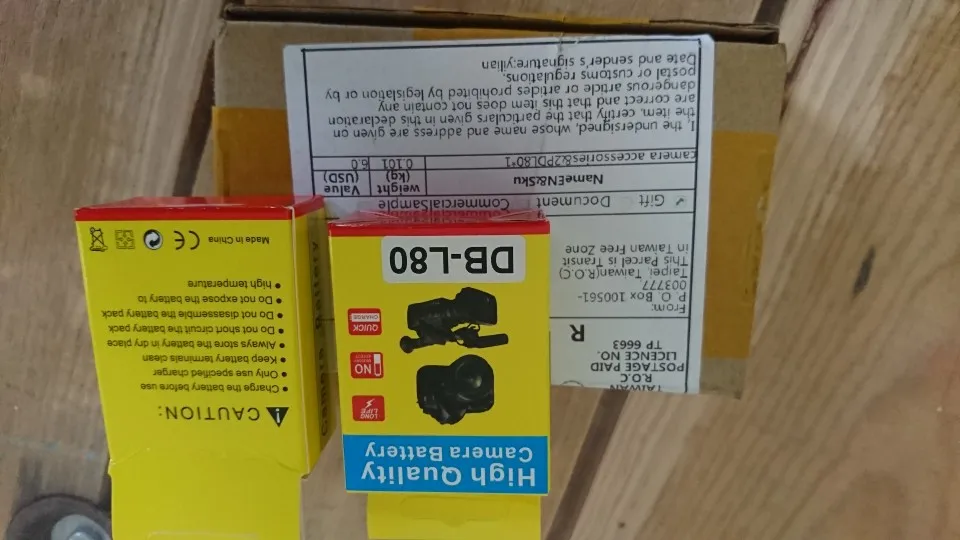 TAIWAN
R.O.C
POSTAGE PAID
LICENCE NO.
TP 6663
R
From:
P. O. Box 100561-
003777
Taipei, Taiwan(R.O.C)
This Parcel is Transit
in Taiwan Free Zone
✓ Gift Document CommercialSample
NameEN&Sku weight (kg) Value (USD)
camera accessories&2PDL80*1 0.101 6.0
I, the undersigned, whose name and address are given on
the item, certify that the particulars given in this declaration
are correct and that this item does not contain any
dangerous article or articles prohibited by legislation or by
postal or customs regulations.
Date and sender's signature:yilian
High Quality
Camera Battery
LONG
LIFE
NO
QUICK
CHARGE
DB-L80
CAUTION:
• Charge the battery before use
• Only use specified charger
• Keep battery terminals clean
• Always store the battery in dry place
• Do not short circuit the battery pack
• Do not disassemble the battery pack
• Do not expose the battery to
high temperature
Made in China
CE
Camera Battery